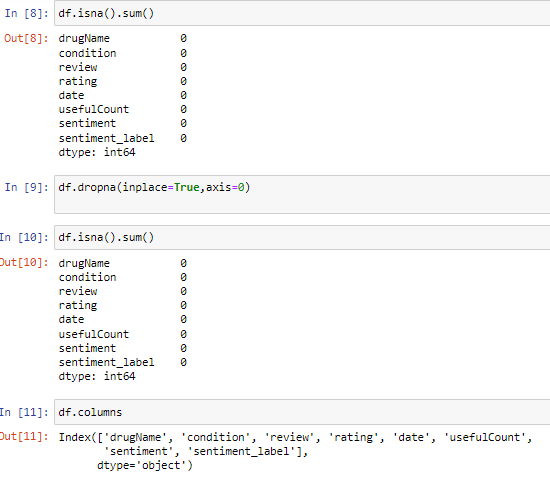 In [8]: df.isna().sum()
Out[8]: drugName 0
condition 0
review 0
rating 0
date 0
usefulCount 0
sentiment 0
sentiment_label 0
dtype: int64
In [9]: df.dropna(inplace=True,axis=0)
In [10]: df.isna().sum()
Out[10]: drugName 0
condition 0
review 0
rating 0
date 0
usefulCount 0
sentiment 0
sentiment_label 0
dtype: int64
In [11]: df.columns
Out[11]: Index(['drugName', 'condition', 'review', 'rating', 'date', 'usefulCount',
'sentiment', 'sentiment_label'],
dtype='object')